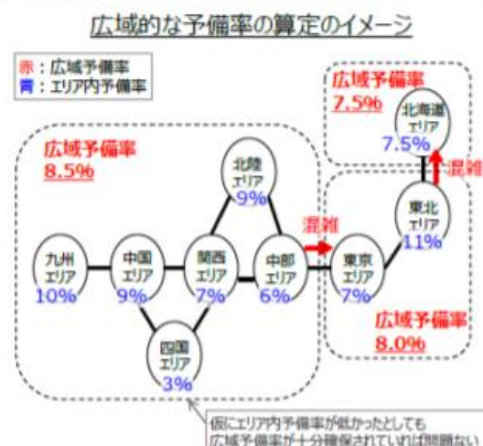 広域的な予備率の算定のイメージ
赤：広域予備率
青：エリア内予備率
広域予備率
7.5%
北海道
エリア
7.5%
混雑
広域予備率
8.5%
北陸
エリア
9%
東北
エリア
11%
混雑
九州
エリア
10%
中国
エリア
9%
関西
エリア
7%
中部
エリア
6%
東京
エリア
7%
広域予備率
8.0%
四国
エリア
3%
仮にエリア内予備率が低かったとしても
広域予備率が十分確保されていれば問題ない